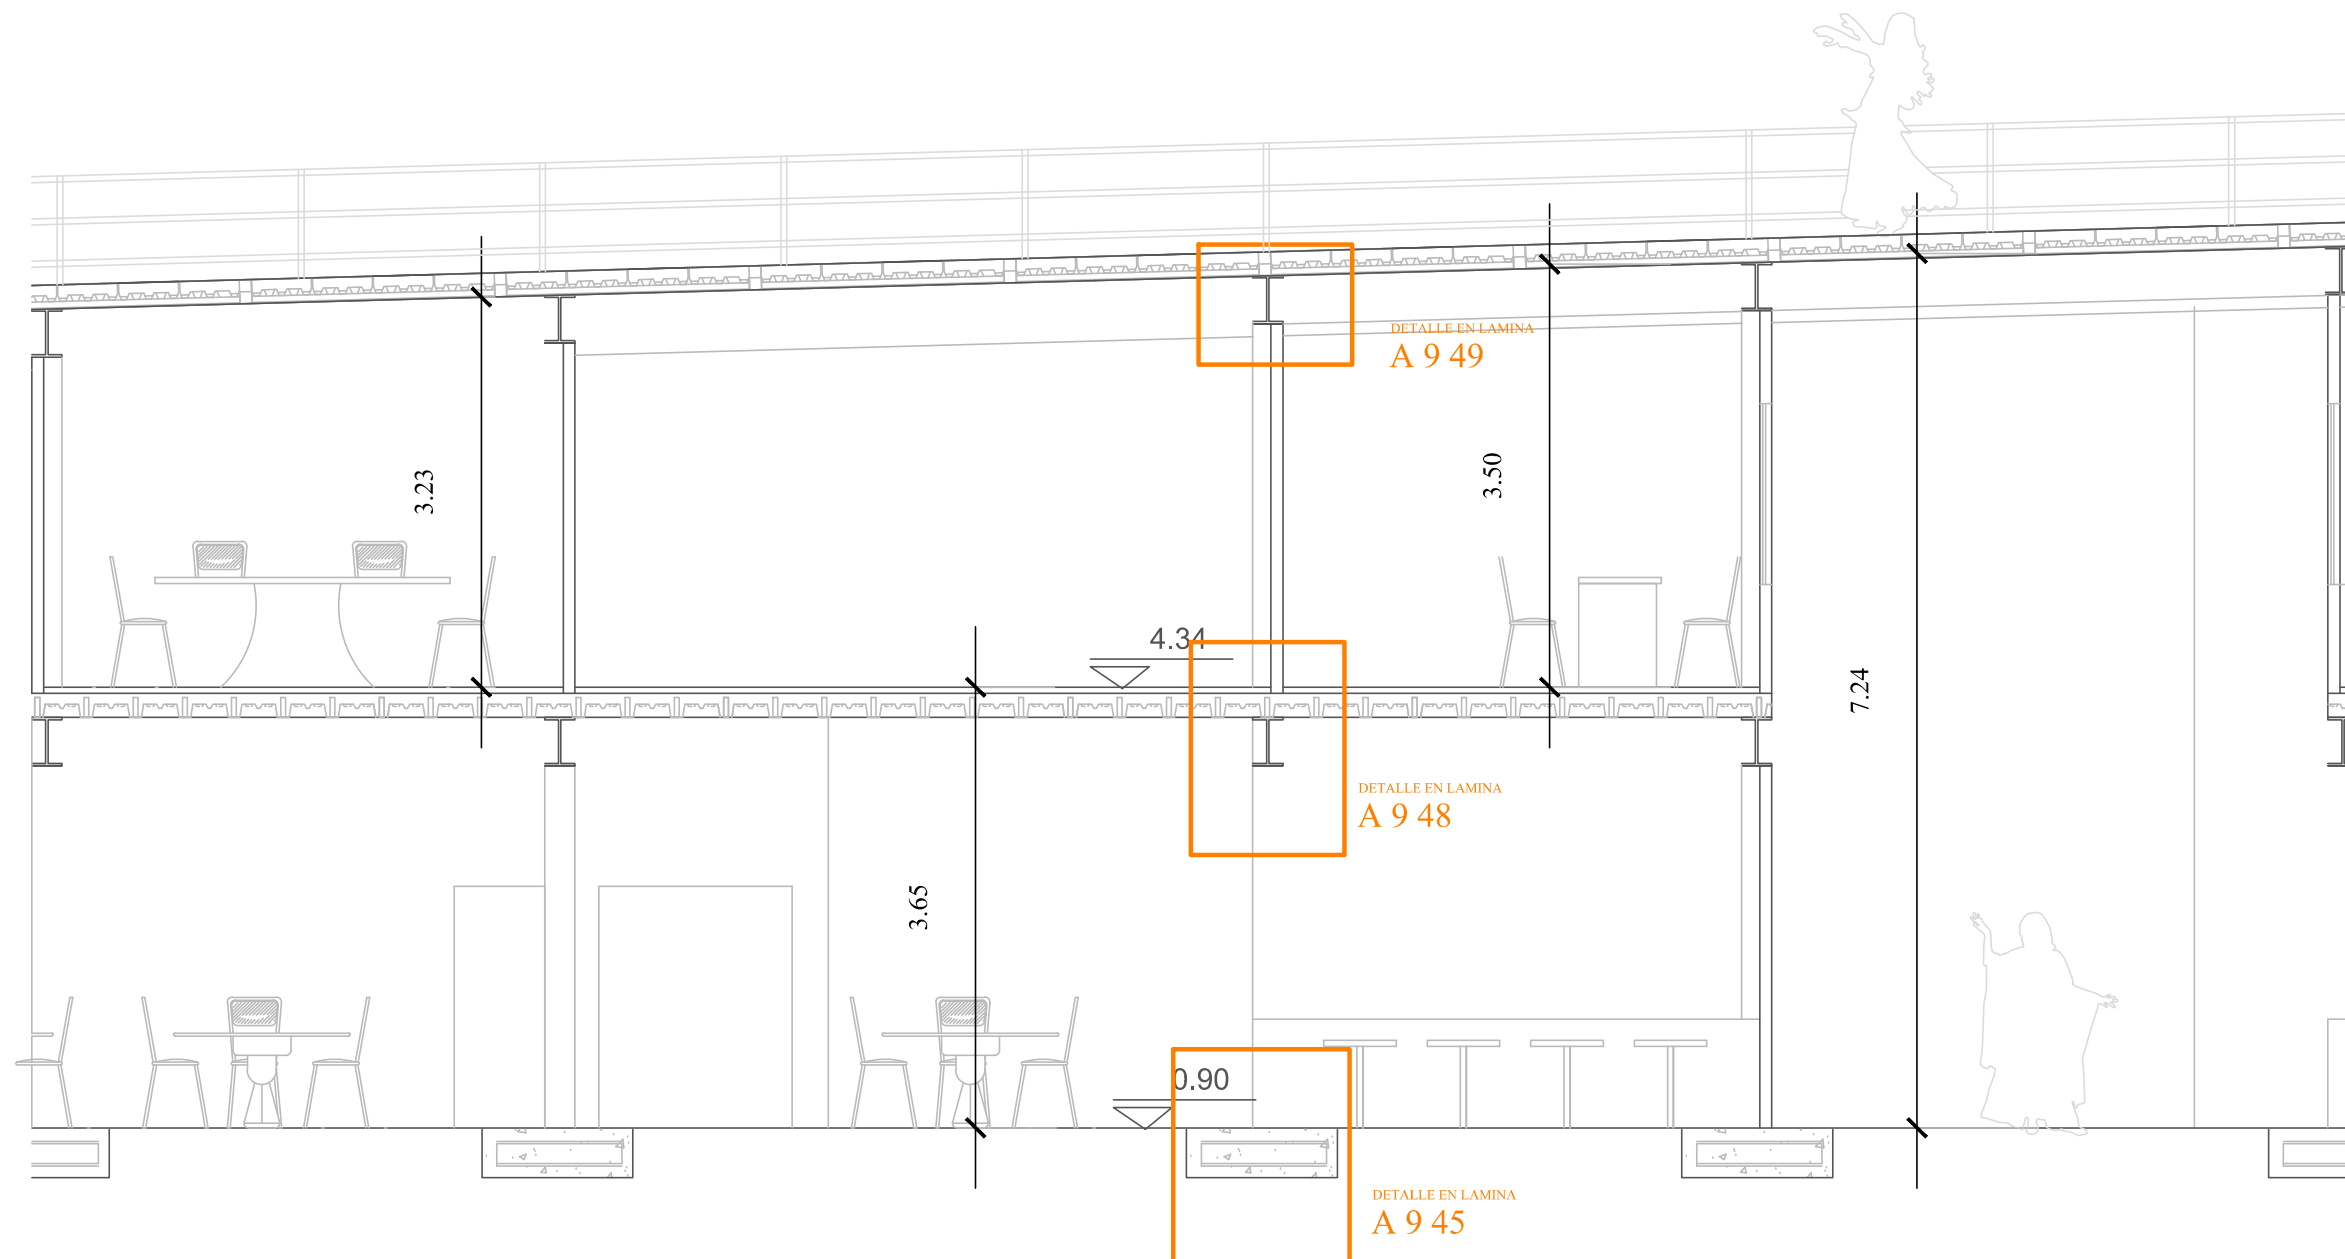 DETALLE EN LAMINA
A 9 49
3.23
3.50
4.34
7.24
DETALLE EN LAMINA
A 9 48
3.65
0.90
DETALLE EN LAMINA
A 9 45